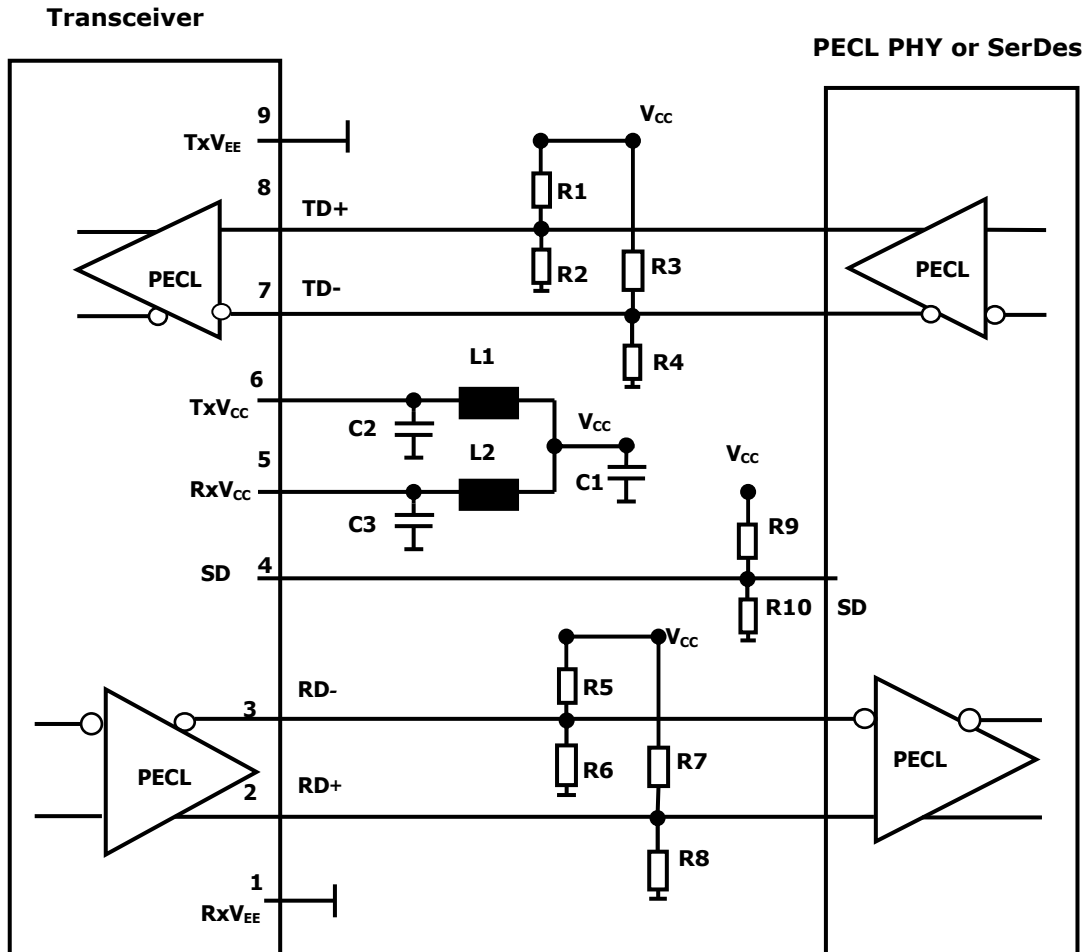 Transceiver
PECL PHY or SerDes
9
TxVEE
VCC
8
TD+
R1
PECL
R2
R3
PECL
7
TD-
R4
L1
6
TxVCC
C2
VCC
5
L2
VCC
RxVCC
C1
C3
R9
SD
4
R10
SD
VCC
RD-
R5
3
PECL
R6
R7
PECL
2
RD+
R8
1
RxVEE